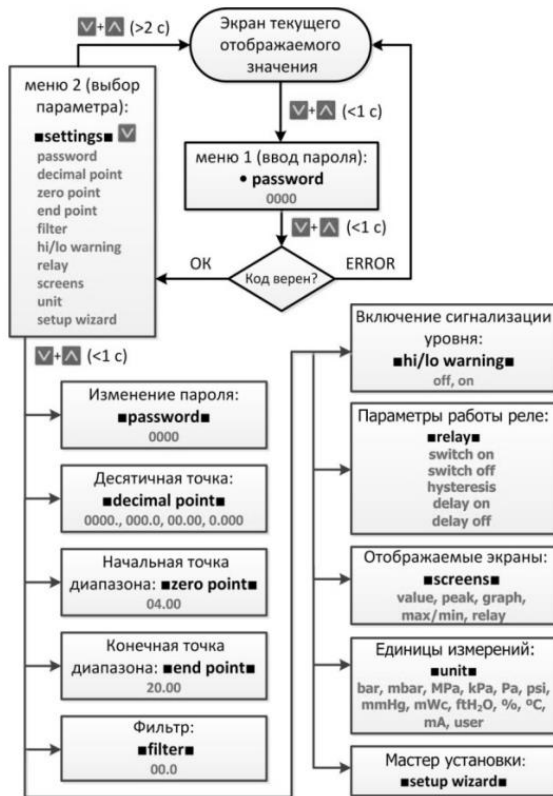 ∨+∧ (>2 с)
Экран текущего
отображаемого
значения
меню 2 (выбор
параметра):
■settings■ ∨
password
decimal point
zero point
end point
filter
hi/lo warning
relay
screens
unit
setup wizard
∨+∧ (<1 с)
меню 1 (ввод пароля):
• password
0000
∨+∧ (<1 с)
ОК
Код верен?
ERROR
∨+∧ (<1 с)
Изменение пароля:
■password■
0000
Десятичная точка:
■decimal point■
0000., 000.0, 00.00, 0.000
Начальная точка
диапазона: ■zero point■
04.00
Конечная точка
диапазона: ■end point■
20.00
Фильтр:
■filter■
00.0
Включение сигнализации
уровня:
■hi/lo warning■
off, on
Параметры работы реле:
■relay■
switch on
switch off
hysteresis
delay on
delay off
Отображаемые экраны:
■screens■
value, peak, graph,
max/min, relay
Единицы измерений:
■unit■
bar, mbar, MPa, kPa, Pa, psi,
mmHg, mWc, ftH₂O, %, ºC,
mA, user
Мастер установки:
■setup wizard■